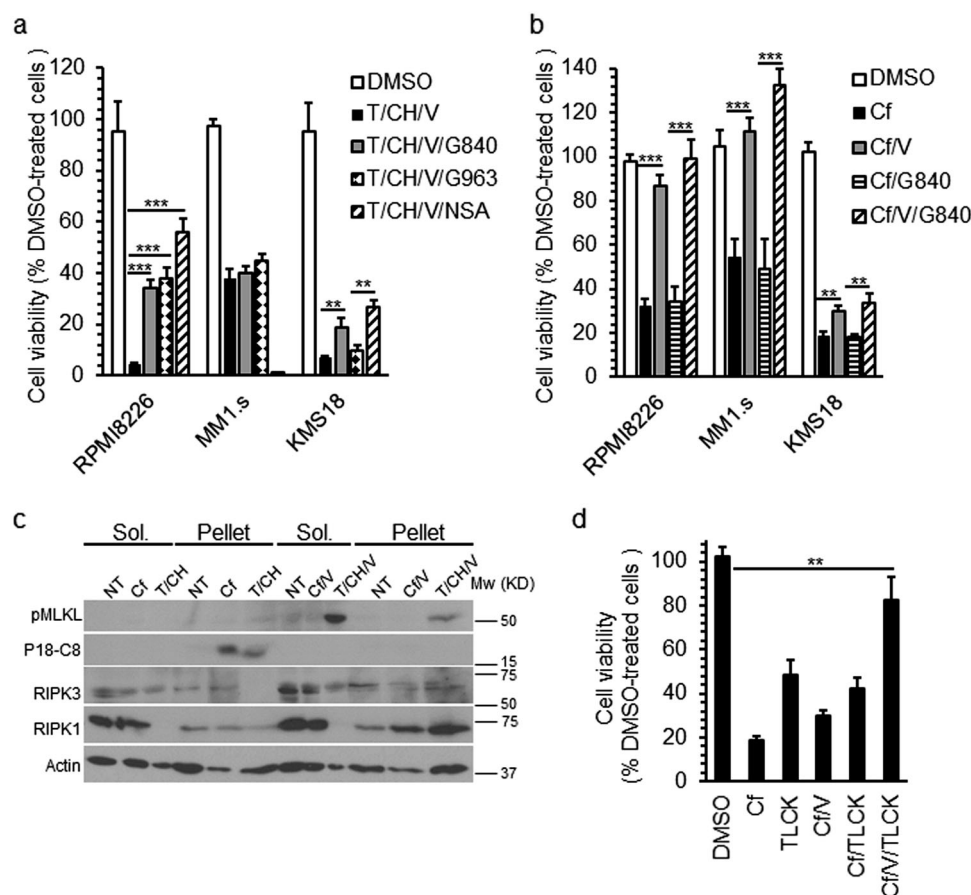 a
Cell viability (% DMSO-treated cells )
120
100
80
60
40
20
0
***
***
***
**
**
RPMI8226
MM1.s
KMS18
DMSO
T/CH/V
T/CH/V/G840
T/CH/V/G963
T/CH/V/NSA
b
Cell viability (% DMSO-treated cells )
140
120
100
80
60
40
20
0
***
***
***
***
**
**
RPMI8226
MM1.s
KMS18
DMSO
Cf
Cf/V
Cf/G840
Cf/V/G840
c
Sol. Pellet Sol. Pellet
NT Cf T/CH NT Cf T/CH NT Cf/V T/CH/V NT Cf/V T/CH/V Mw (KD)
pMLKL 50
P18-C8 15
RIPK3 75
50
RIPK1 75
Actin 37
d
Cell viability
(% DMSO-treated cells )
100
80
60
40
20
0
**
DMSO
Cf
TLCK
Cf/V
Cf/TLCK
Cf/V/TLCK